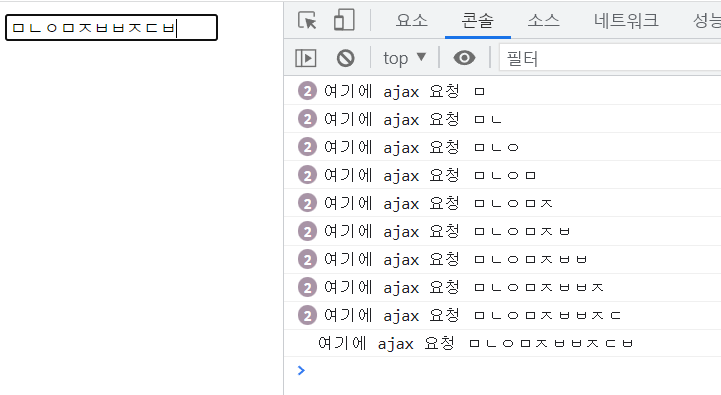 ㅁㄴㅇㅁㅈㅂㅂㅈㄷㅂ
요소 콘솔 소스 네트워크 성능
top ▼ 필터
2 여기에 ajax 요청 ㅁ
2 여기에 ajax 요청 ㅁㄴ
2 여기에 ajax 요청 ㅁㄴㅇ
2 여기에 ajax 요청 ㅁㄴㅇㅁ
2 여기에 ajax 요청 ㅁㄴㅇㅁㅈ
2 여기에 ajax 요청 ㅁㄴㅇㅁㅈㅂ
2 여기에 ajax 요청 ㅁㄴㅇㅁㅈㅂㅂ
2 여기에 ajax 요청 ㅁㄴㅇㅁㅈㅂㅂㅈ
2 여기에 ajax 요청 ㅁㄴㅇㅁㅈㅂㅂㅈㄷ
여기에 ajax 요청 ㅁㄴㅇㅁㅈㅂㅂㅈㄷㅂ
>